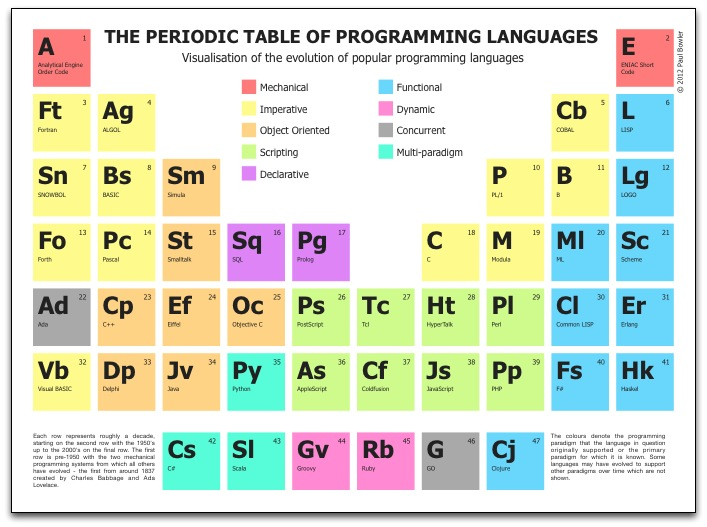 THE PERIODIC TABLE OF PROGRAMMING LANGUAGES
Visualisation of the evolution of popular programming languages
© 2012 Paul Bowler
Mechanical
Imperative
Object Oriented
Scripting
Declarative
Functional
Dynamic
Concurrent
Multi-paradigm
A 1
Analytical Engine
Order Code
E 2
ENIAC Short
Code
Ft 3
Fortran
Ag 4
ALGOL
Cb 5
COBAL
L 6
LISP
Sn 7
SNOWBOL
Bs 8
BASIC
Sm 9
Simula
P 10
PL/1
B 11
B
Lg 12
LOGO
Fo 13
Forth
Pc 14
Pascal
St 15
Smalltalk
Sq 16
SQL
Pg 17
Prolog
C 18
C
M 19
Modula
Ml 20
ML
Sc 21
Scheme
Ad 22
Ada
Cp 23
C++
Ef 24
Eiffel
Oc 25
Objective C
Ps 26
PostScript
Tc 27
Tcl
Ht 28
HyperTalk
Pl 29
Perl
Cl 30
Common LISP
Er 31
Erlang
Vb 32
Visual BASIC
Dp 33
Delphi
Jv 34
Java
Py 35
Python
As 36
AppleScript
Cf 37
Coldfusion
Js 38
JavaScript
Pp 39
PHP
Fs 40
F#
Hk 41
Haskel
Cs 42
C#
Sl 43
Scala
Gv 44
Groovy
Rb 45
Ruby
G 46
GO
Cj 47
Clojure
Each row represents roughly a decade,
starting on the second row with the 1950's
up to the 2000's on the final row. The first
row is pre-1950 with the two mechanical
programming systems from which all others
have evolved - the first from around 1837
created by Charles Babbage and Ada
Lovelace.
The colours denote the programming
paradigm that the language in question
originally supported or the primary
paradigm for which it is known. Some
languages may have evolved to support
other paradigms over time which are not
shown.